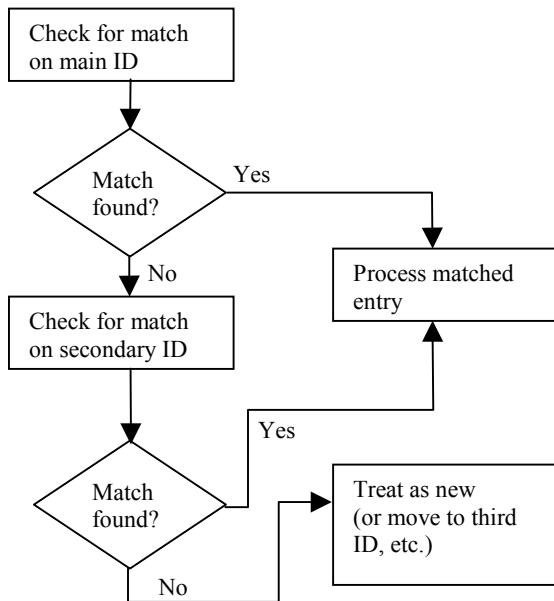 Check for match
on main ID
Match
found?
Yes
No
Process matched
entry
Check for match
on secondary ID
Match
found?
Yes
No
Treat as new
(or move to third
ID, etc.)